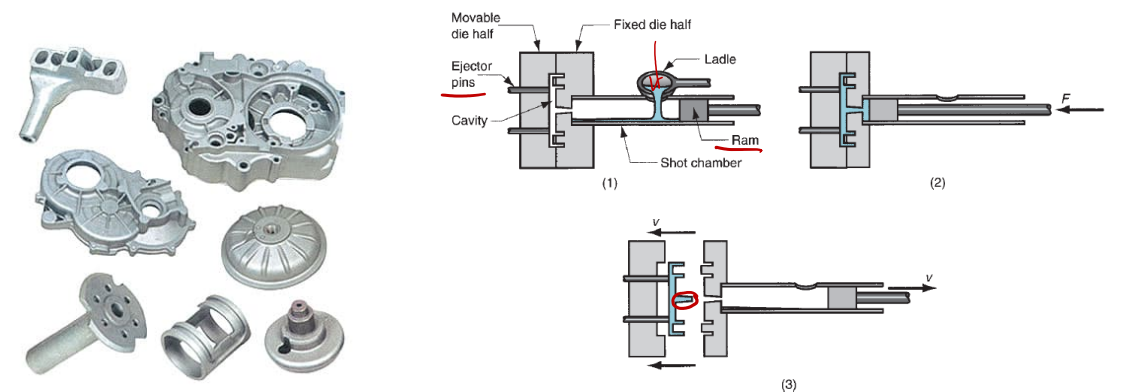 Movable
die half
Fixed die half
Ejector
pins
Ladle
Cavity
Ram
Shot chamber
(1)
F
(2)
v
v
(3)